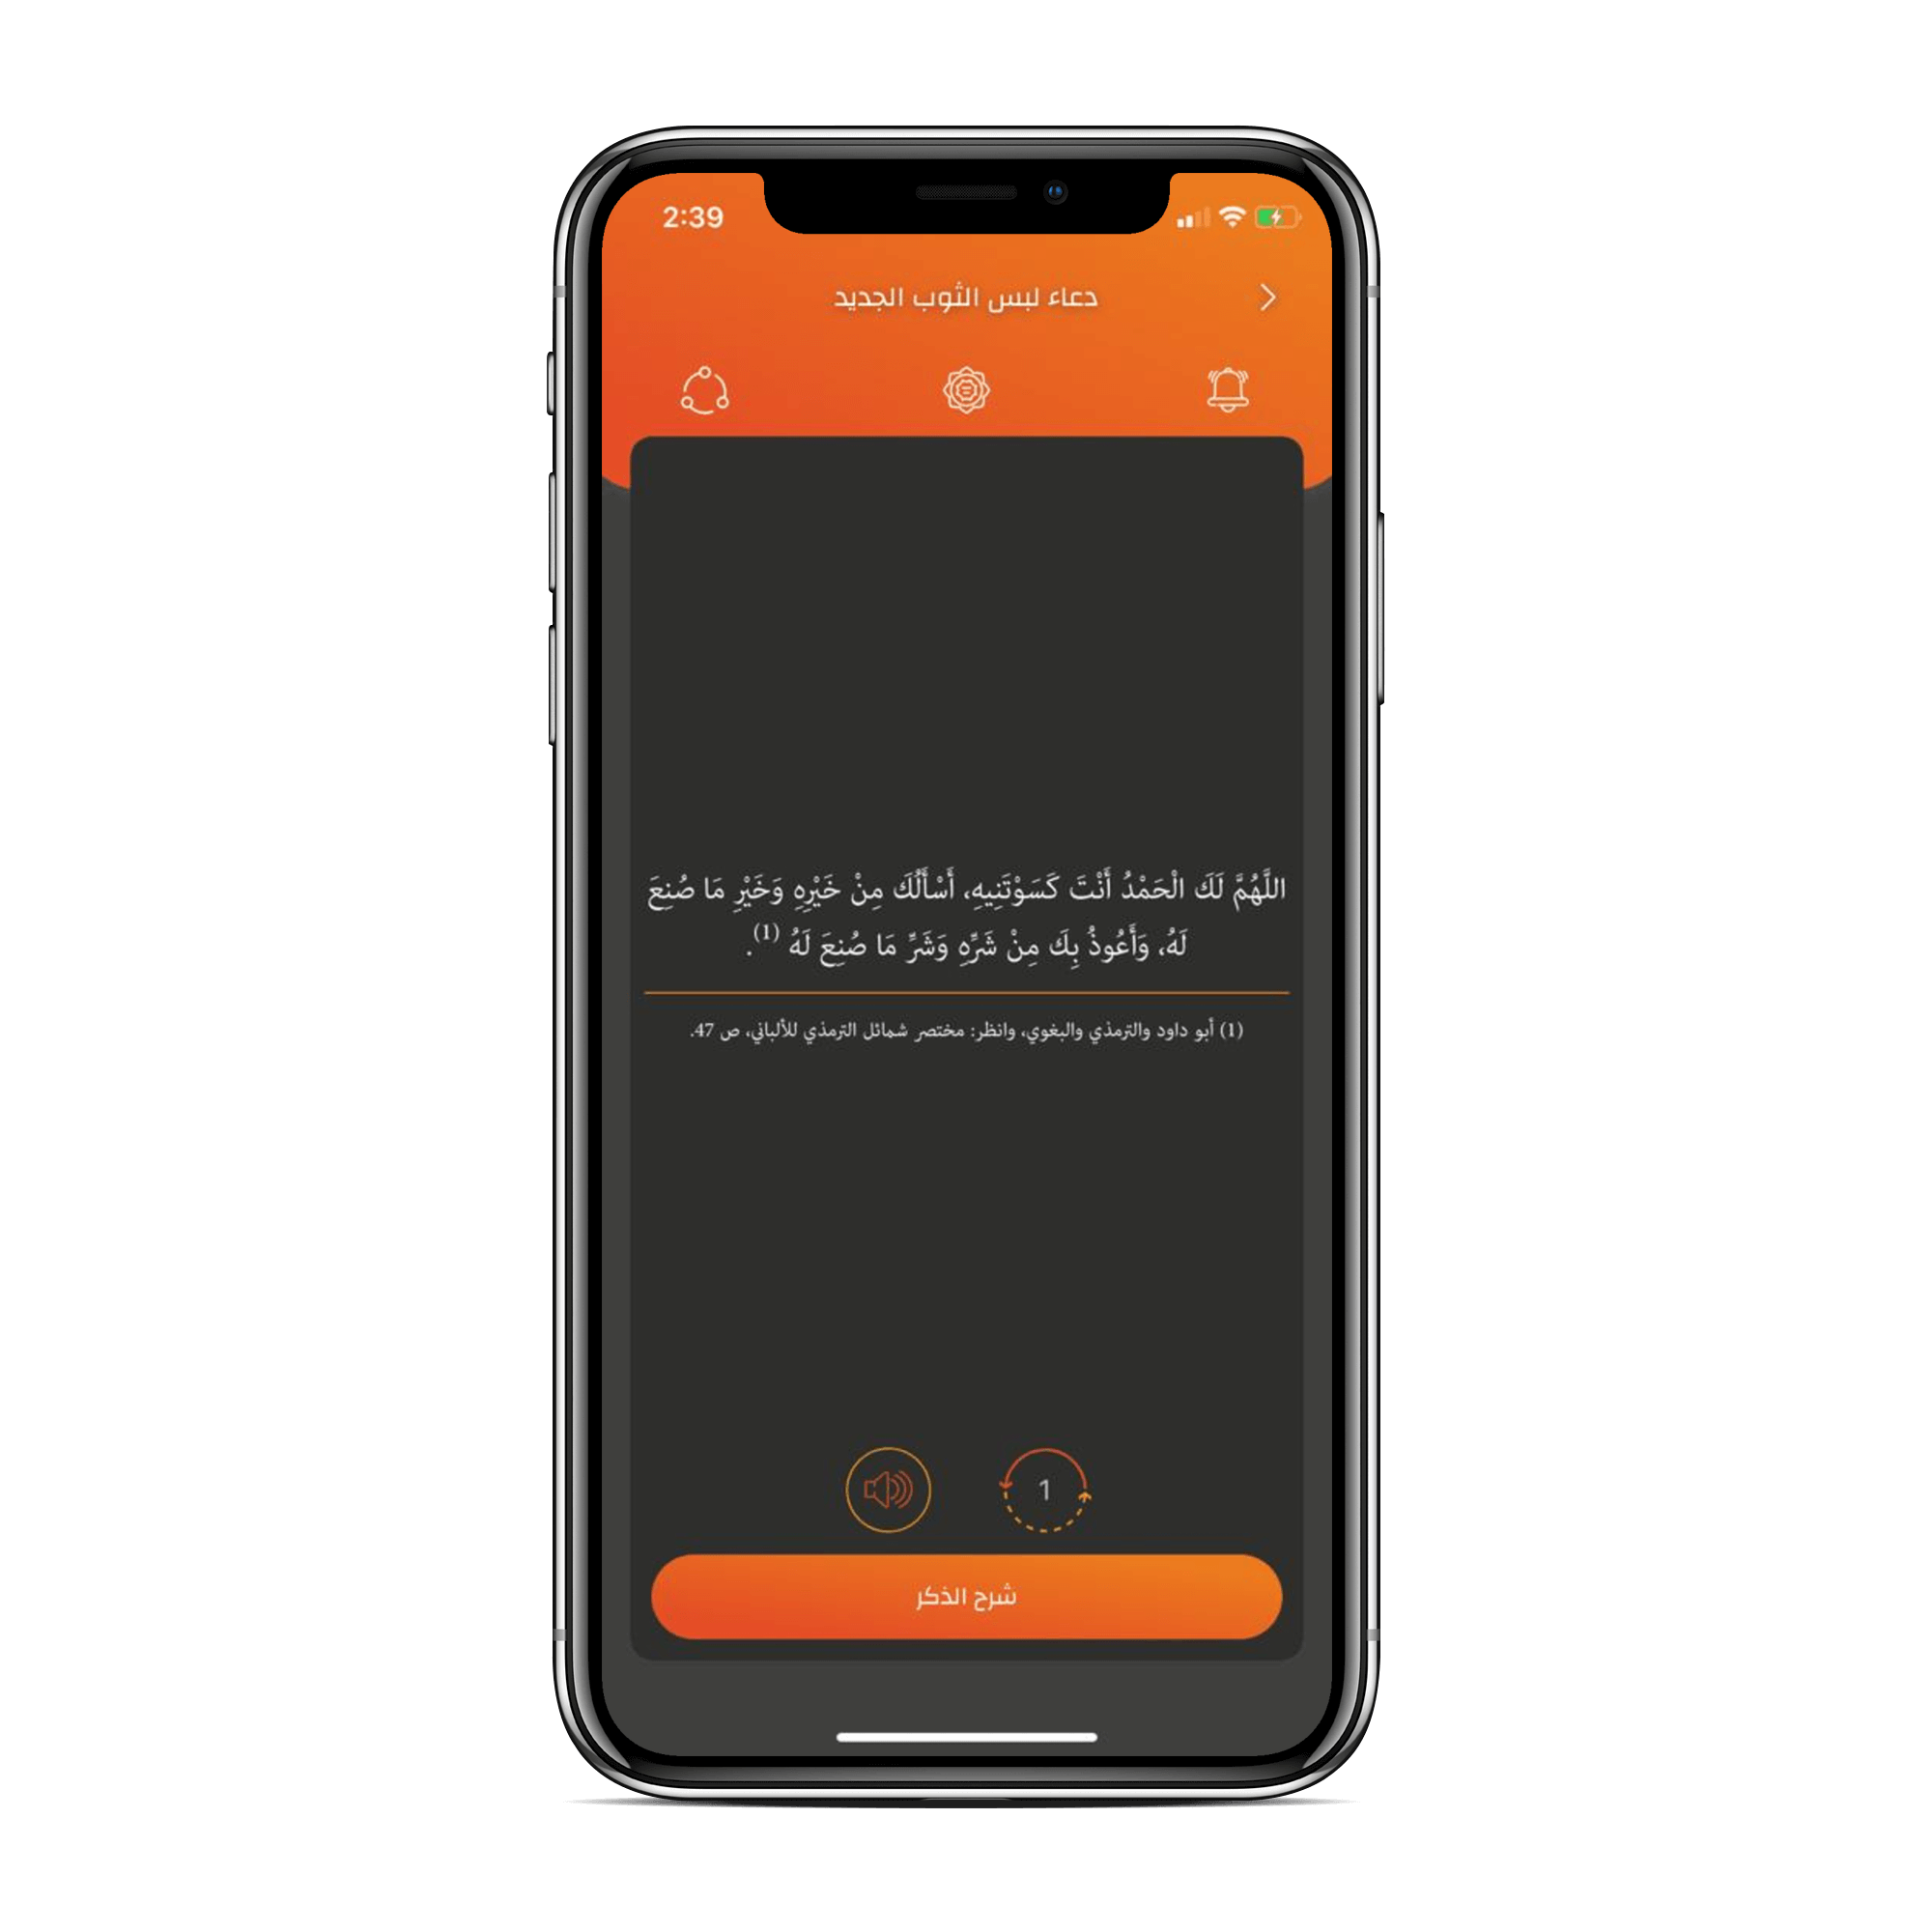 2:39
دعاء لبس الثوب الجديد
اللَّهُمَّ لَكَ الْحَمْدُ أَنْتَ كَسَوْتَنِيهِ، أَسْأَلُكَ مِنْ خَيْرِهِ وَخَيْرِ مَا صُنِعَ
لَهُ، وَأَعُوذُ بِكَ مِنْ شَرِّهِ وَشَرِّ مَا صُنِعَ لَهُ (1).
(1) أبو داود والترمذي والبغوي، وانظر: مختصر شمائل الترمذي للألباني، ص 47.
1
شرح الذكر